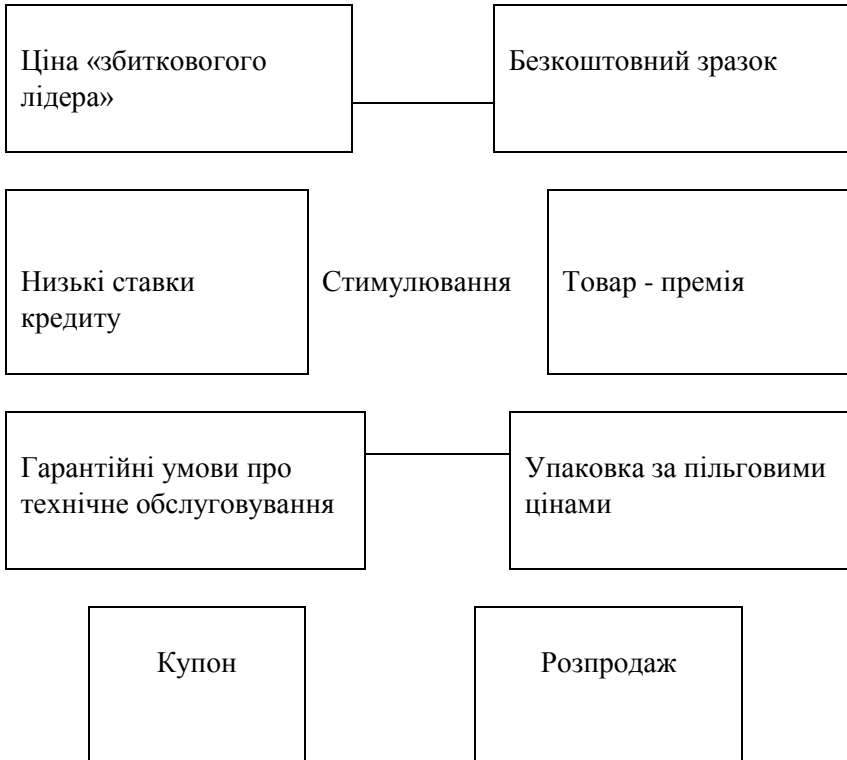 Ціна «збитковогого
лідера»
Безкоштовний зразок
Низькі ставки
кредиту
Стимулювання
Товар - премія
Гарантійні умови про
технічне обслуговування
Упаковка за пільговими
цінами
Купон
Розпродаж